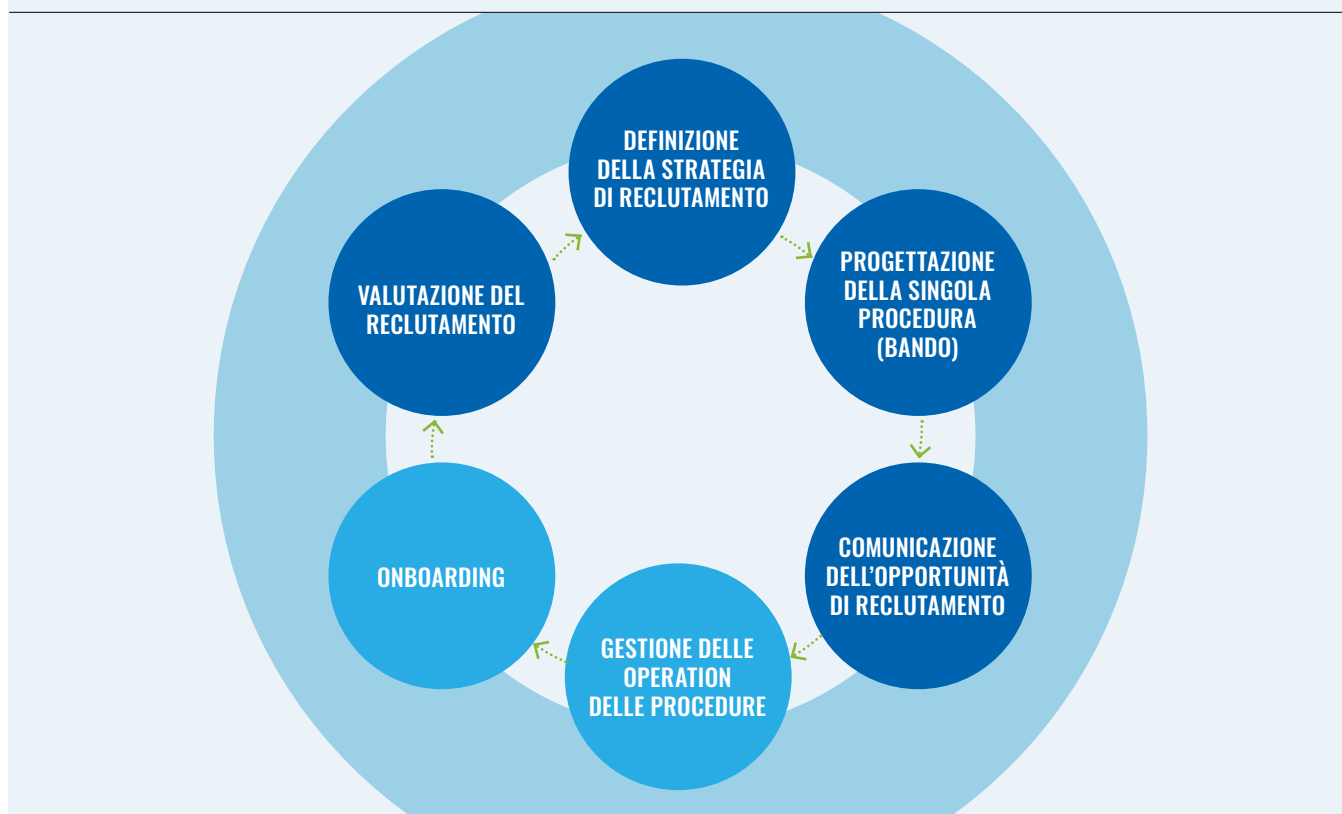 DEFINIZIONE
DELLA STRATEGIA
DI RECLUTAMENTO
PROGETTAZIONE
DELLA SINGOLA
PROCEDURA
(BANDO)
COMUNICAZIONE
DELL'OPPORTUNITÀ
DI RECLUTAMENTO
GESTIONE DELLE
OPERATION
DELLE PROCEDURE
ONBOARDING
VALUTAZIONE DEL
RECLUTAMENTO